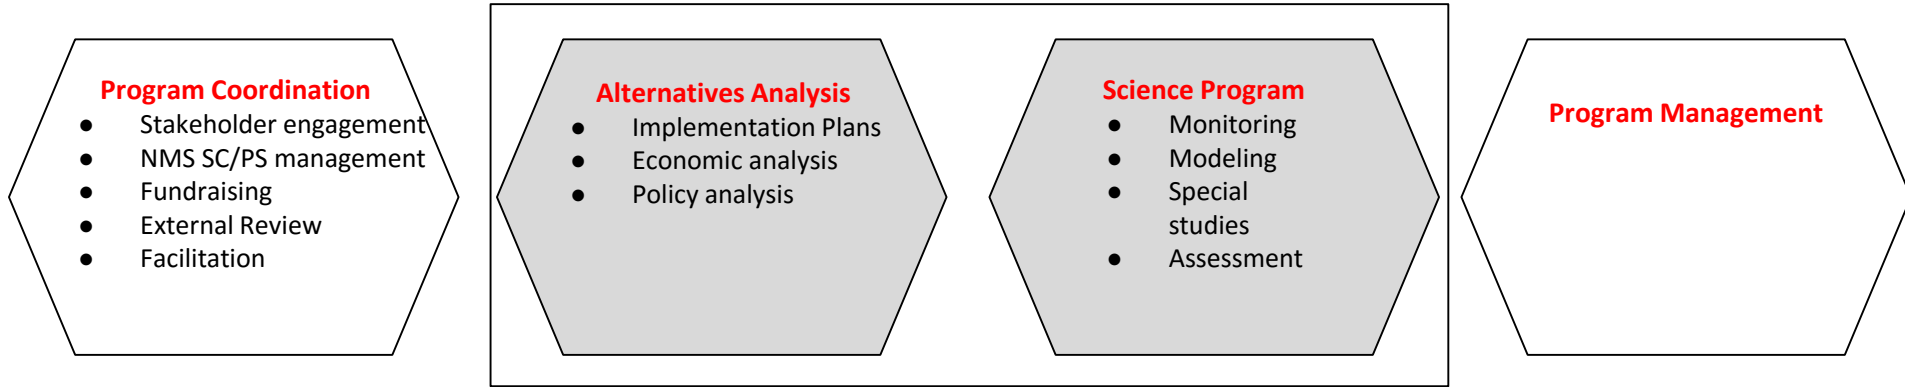 Program Coordination
● Stakeholder engagement
● NMS SC/PS management
● Fundraising
● External Review
● Facilitation
Alternatives Analysis
● Implementation Plans
● Economic analysis
● Policy analysis
Science Program
● Monitoring
● Modeling
● Special
studies
● Assessment
Program Management